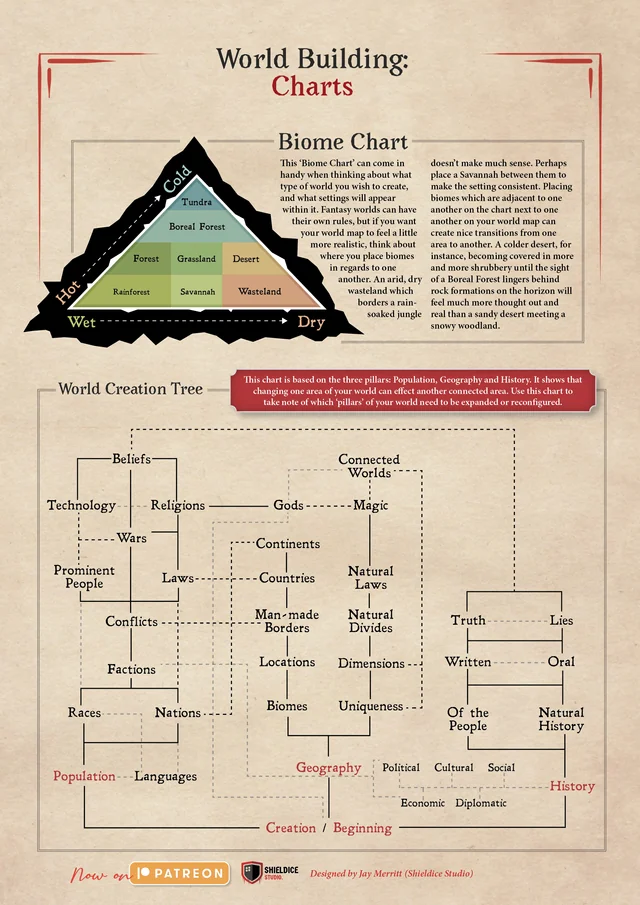 World Building:
Charts
Biome Chart
This ‘Biome Chart’ can come in
handy when thinking about what
type of world you wish to create,
and what settings will appear
within it. Fantasy worlds can have
their own rules, but if you want
your world map to feel a little
more realistic, think about
where you place biomes
in regards to one
another. An arid, dry
wasteland which
borders a rain-
soaked jungle
doesn’t make much sense. Perhaps
place a Savannah between them to
make the setting consistent. Placing
biomes which are adjacent to one
another on the chart next to one
another on your world map can
create nice transitions from one
area to another. A colder desert, for
instance, becoming covered in more
and more shrubbery until the sight
of a Boreal Forest lingers behind
rock formations on the horizon will
feel much more thought out and
real than a sandy desert meeting a
snowy woodland.
Cold
Tundra
Boreal Forest
Forest Grassland Desert
Hot
Rainforest Savannah Wasteland
Wet Dry
World Creation Tree
This chart is based on the three pillars: Population, Geography and History. It shows that
changing one area of your world can effect another connected area. Use this chart to
take note of which ‘pillars’ of your world need to be expanded or reconfigured.
Beliefs
Connected
Worlds
Technology Religions Gods Magic
Wars
Continents
Prominent
People
Laws Countries
Natural
Laws
Conflicts
Man-made
Borders
Natural
Divides
Truth Lies
Factions Locations Dimensions Written Oral
Races Nations Biomes Uniqueness
Of the
People
Natural
History
Population Languages Geography Political Cultural Social
History
Economic Diplomatic
Creation / Beginning
Now on PATREON
SHIELDICE
STUDIO.
Designed by Jay Merritt (Shieldice Studio)